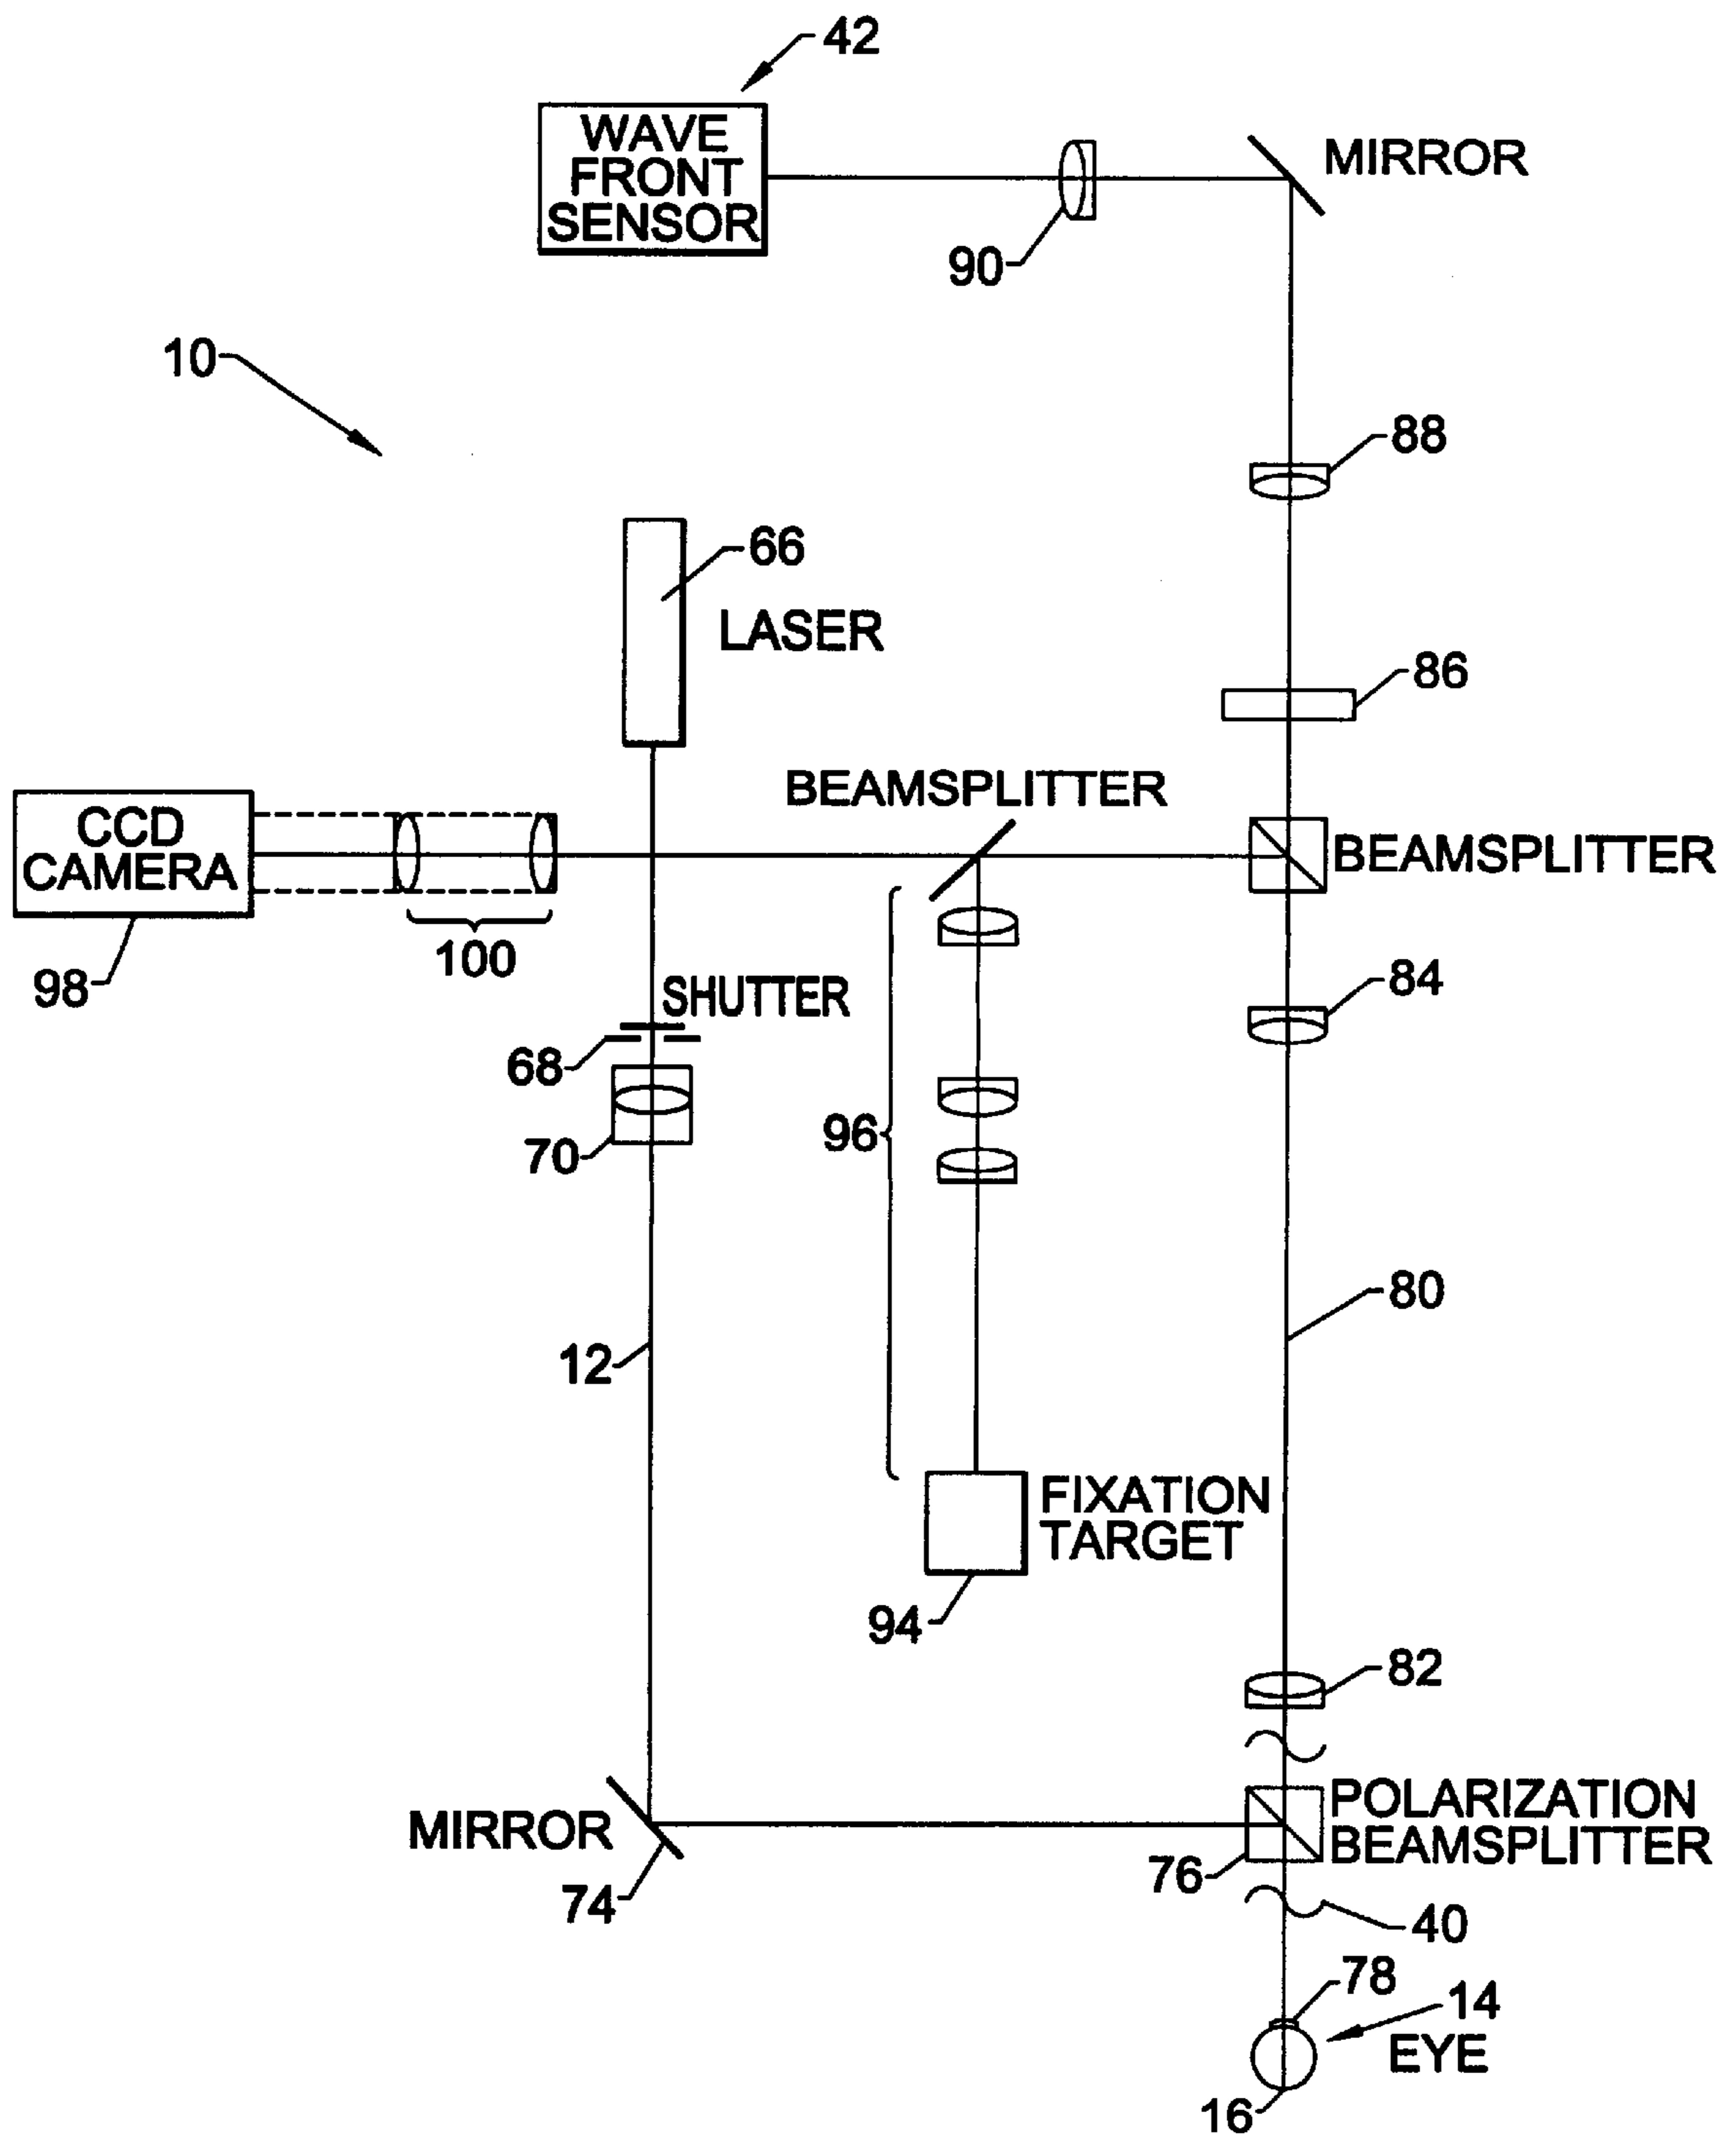 42
WAVE
FRONT
SENSOR
MIRROR
90
10
88
66
LASER
86
BEAMSPLITTER
CCD
CAMERA
BEAMSPLITTER
100
98
SHUTTER
84
68
70
96
80
12
FIXATION
TARGET
94
82
POLARIZATION
BEAMSPLITTER
MIRROR
76
74
40
78
14
EYE
16